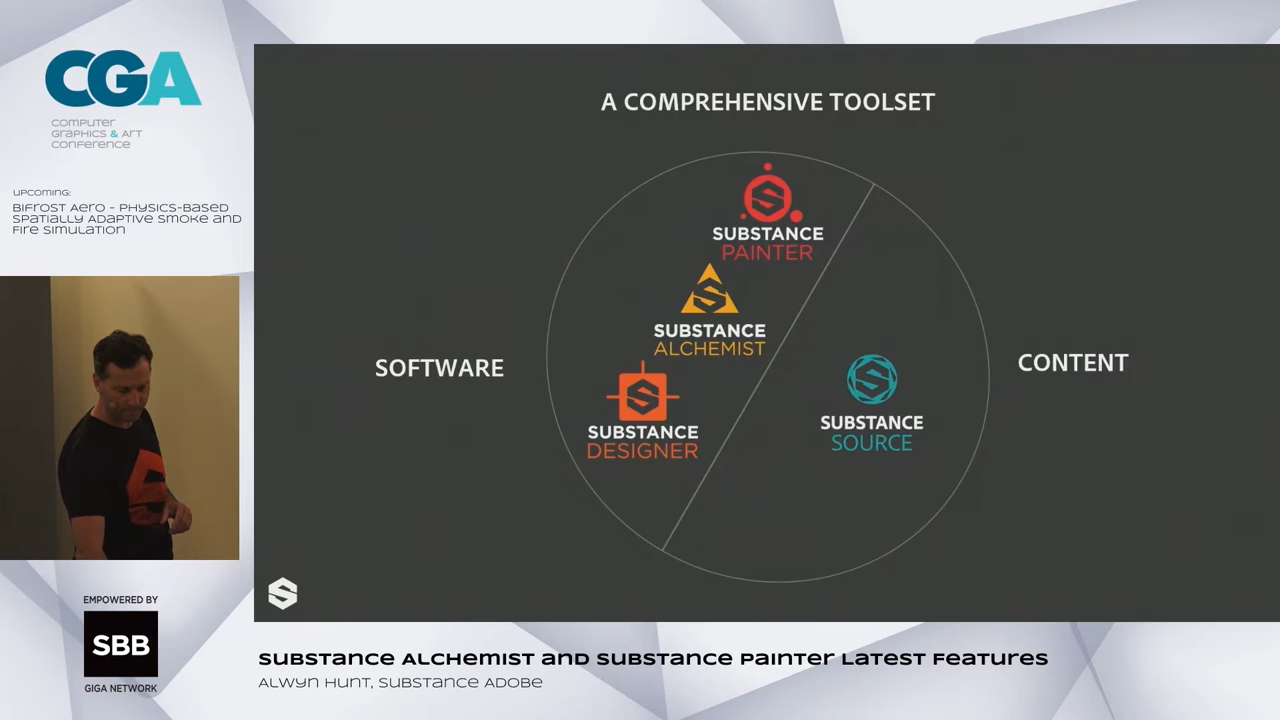 CGA
COMPUTER
GRAPHICS & ART
CONFERENCE
UPCOMING:
BIFROST AERO - PHYSICS-BASED
SPATIALLY ADAPTIVE SMOKE AND
FIRE SIMULATION
A COMPREHENSIVE TOOLSET
SUBSTANCE
PAINTER
SUBSTANCE
ALCHEMIST
SOFTWARE
SUBSTANCE
DESIGNER
CONTENT
SUBSTANCE
SOURCE
EMPOWERED BY
SBB
GIGA NETWORK
SUBSTANCE ALCHEMIST AND SUBSTANCE PAINTER LATEST FEATURES
ALWYN HUNT, SUBSTANCE ADOBE